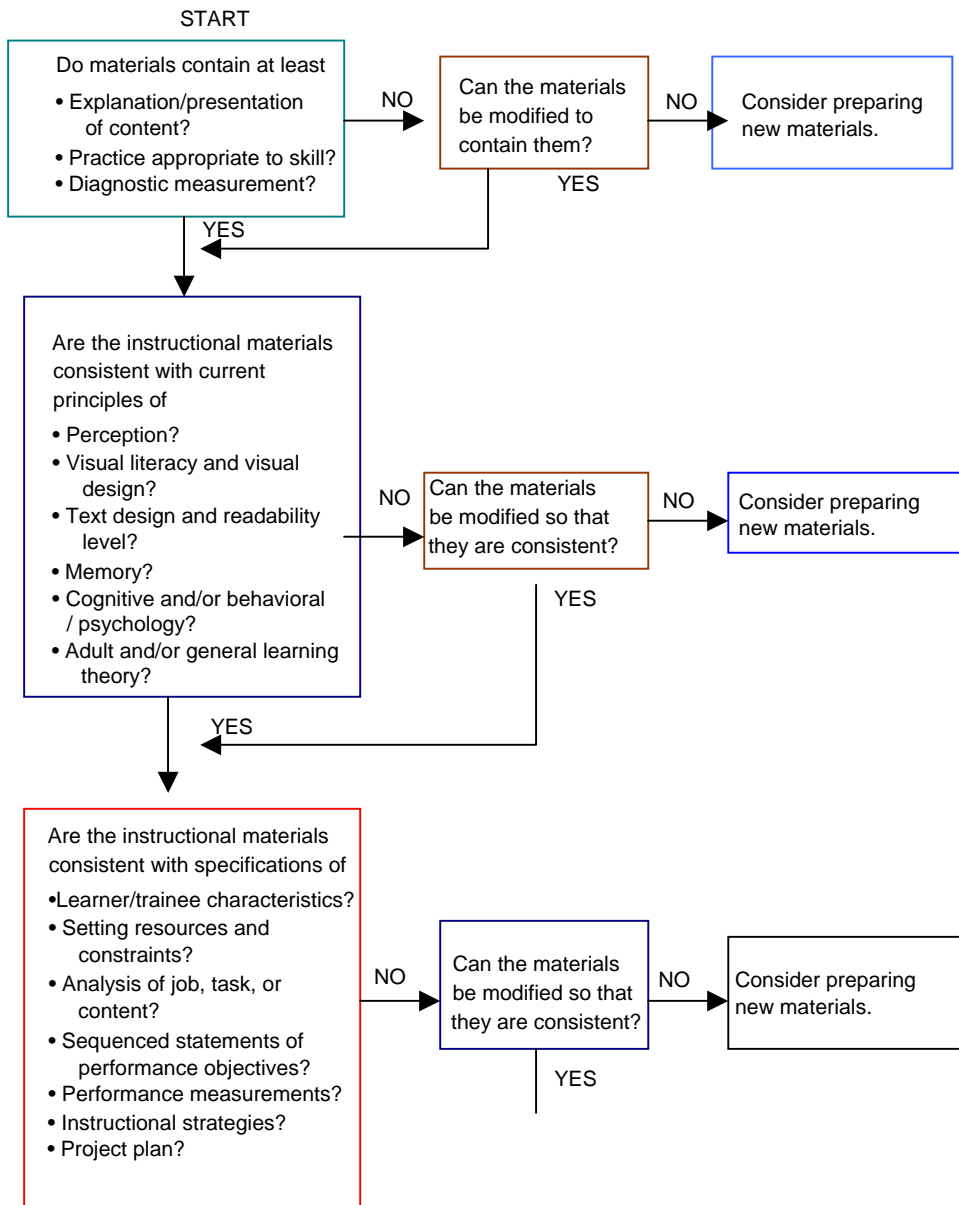 START
Do materials contain at least
• Explanation/presentation
of content?
• Practice appropriate to skill?
• Diagnostic measurement?
NO
Can the materials
be modified to
contain them?
NO
Consider preparing
new materials.
YES
YES
Are the instructional materials
consistent with current
principles of
• Perception?
• Visual literacy and visual
design?
• Text design and readability
level?
• Memory?
• Cognitive and/or behavioral
/ psychology?
• Adult and/or general learning
theory?
NO
Can the materials
be modified so that
they are consistent?
NO
Consider preparing
new materials.
YES
YES
Are the instructional materials
consistent with specifications of
•Learner/trainee characteristics?
• Setting resources and
constraints?
• Analysis of job, task, or
content?
• Sequenced statements of
performance objectives?
• Performance measurements?
• Instructional strategies?
• Project plan?
NO
Can the materials
be modified so that
they are consistent?
NO
Consider preparing
new materials.
YES